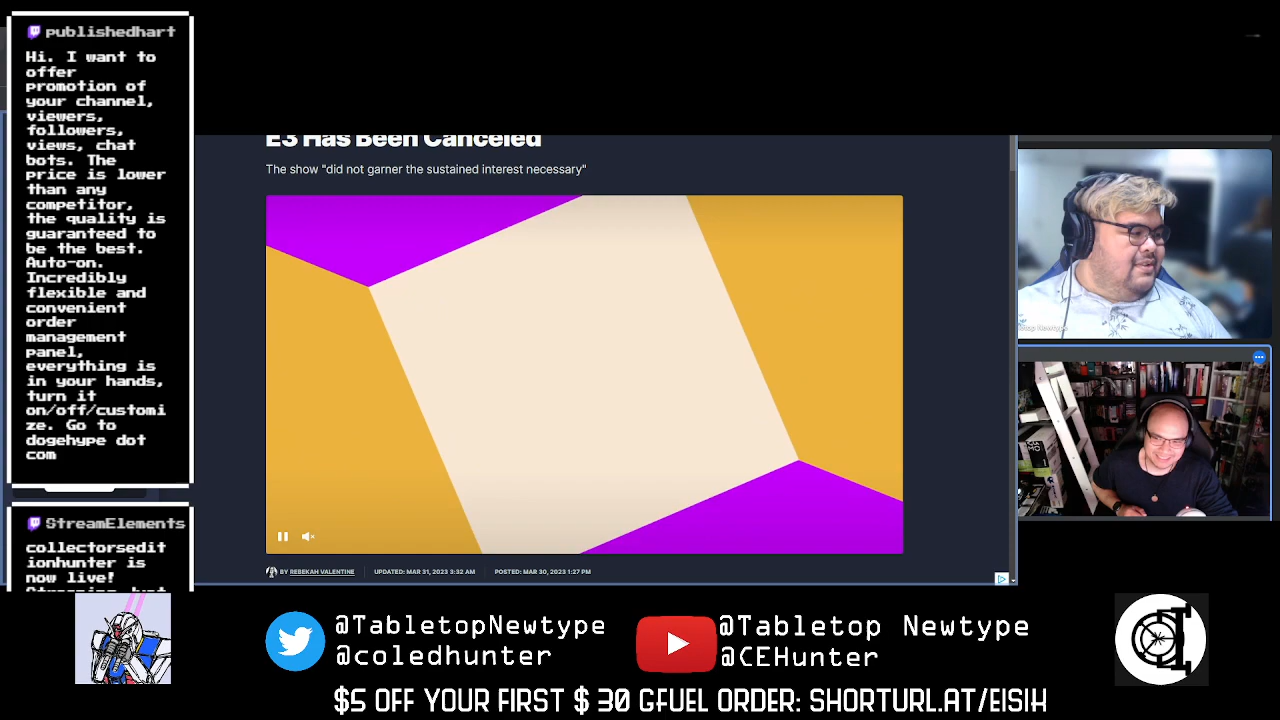 publishedhart
Hi. I want to
offer
promotion of
your channel,
viewers,
followers,
views, chat
bots. The
price is lower
than any
competitor,
the quality is
guaranteed to
be the best.
Auto-on.
Incredibly
flexible and
convenient
order
management
panel,
everything is
in your hands,
turn it
on/off/customi
ze. Go to
dogehype dot
com
StreamElements
collectorsedit
ionhunter is
now live!
E3 Has Been Canceled
The show "did not garner the sustained interest necessary"
BY REBEKAH VALENTINE
UPDATED: MAR 31, 2023 3:32 AM
POSTED: MAR 30, 2023 1:27 PM
@TabletopNewtype
@coledhunter
@Tabletop Newtype
@CEHunter
$5 OFF YOUR FIRST $ 30 GFUEL ORDER: SHORTURL.AT/EISIX